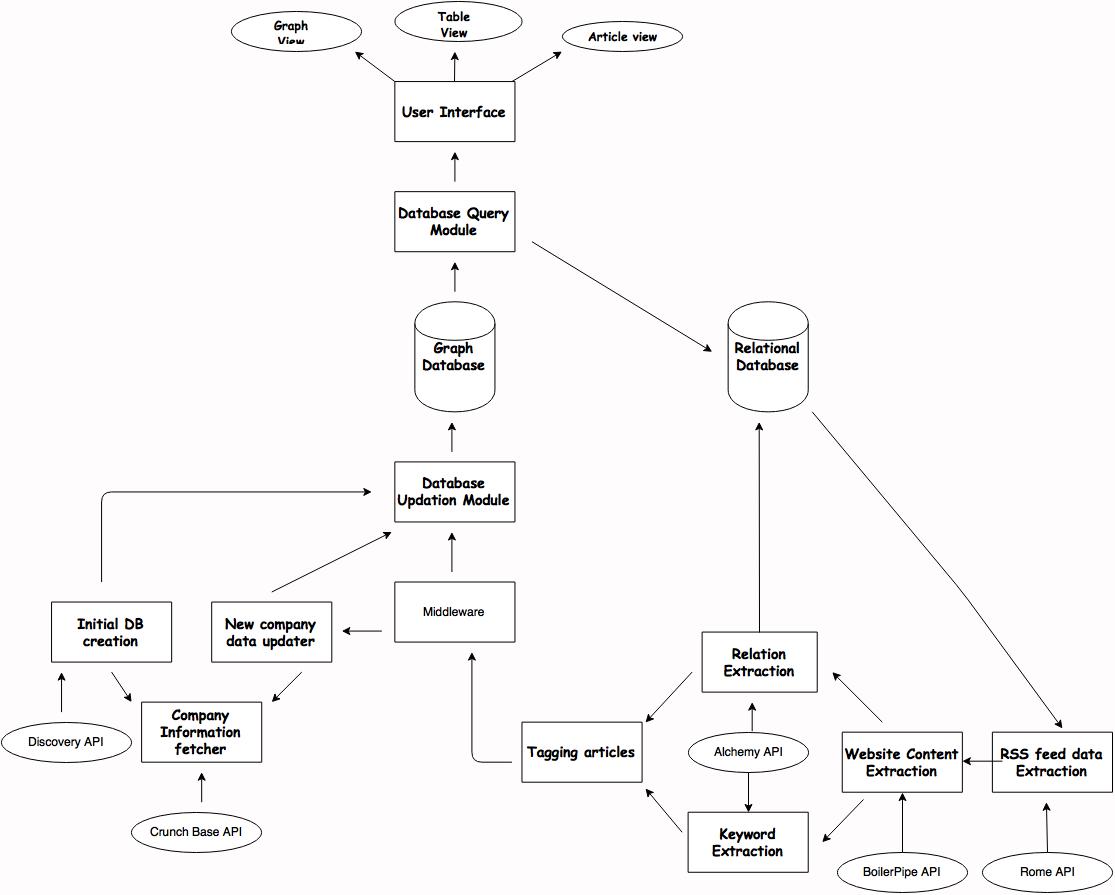 Graph
View
Table
View
Article view
User Interface
Database Query
Module
Graph
Database
Relational
Database
Database
Updation Module
Middleware
Initial DB
creation
New company
data updater
Relation
Extraction
Company
Information
fetcher
Discovery API
Tagging articles
Alchemy API
Website Content
Extraction
RSS feed data
Extraction
Crunch Base API
Keyword
Extraction
BoilerPipe API
Rome API